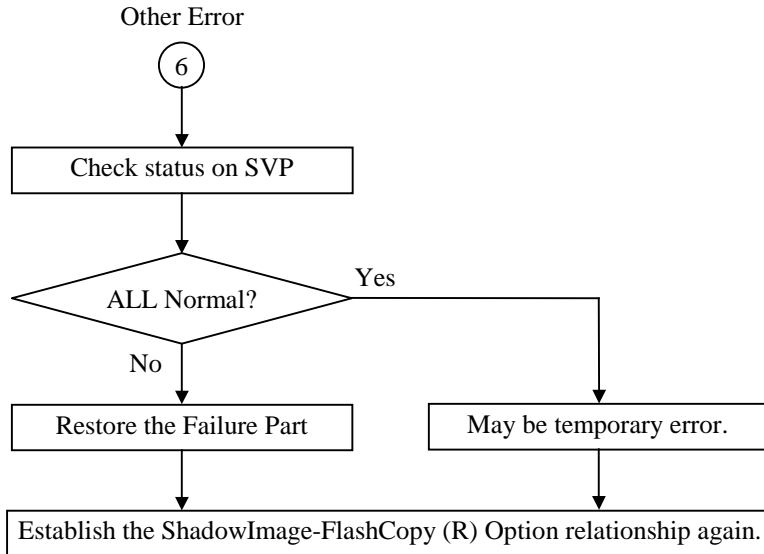 Other Error
6
Check status on SVP
ALL Normal?
Yes
No
Restore the Failure Part
May be temporary error.
Establish the ShadowImage-FlashCopy (R) Option relationship again.